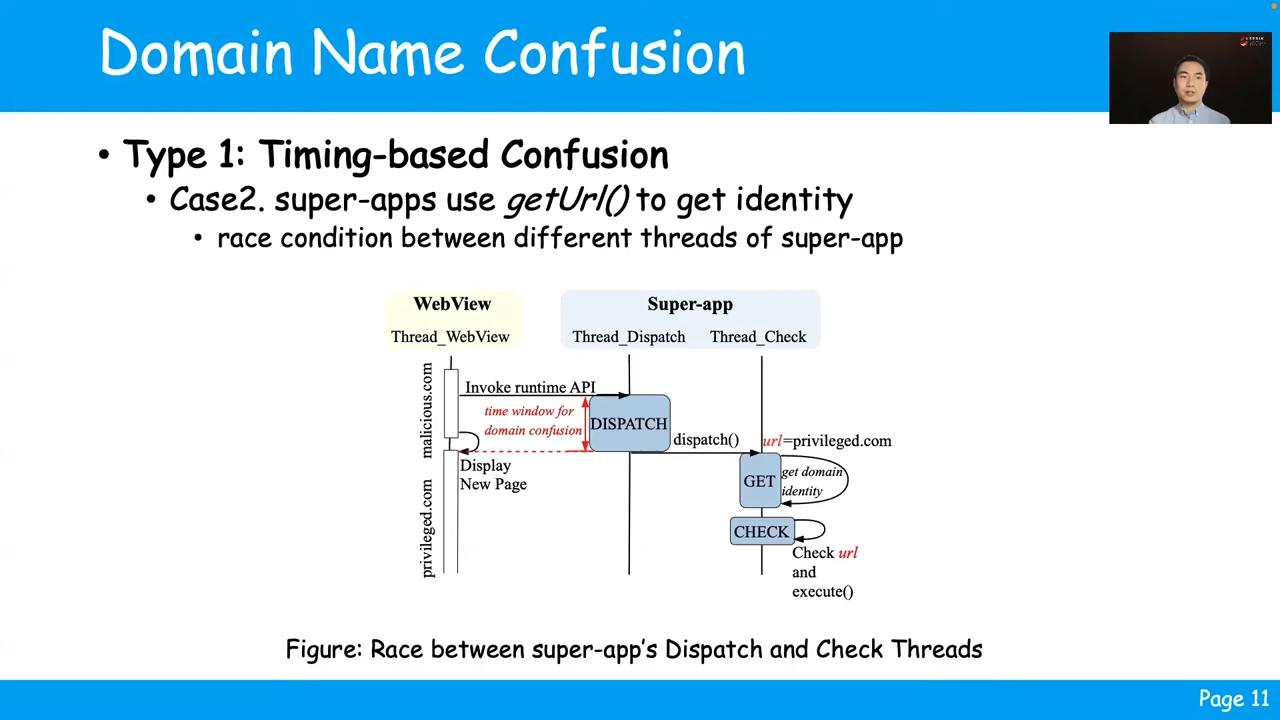 Domain Name Confusion
• Type 1: Timing-based Confusion
• Case2. super-apps use getUrl() to get identity
• race condition between different threads of super-app
WebView
Super-app
Thread_WebView
Thread_Dispatch
Thread_Check
malicious.com
Invoke runtime API
time window for
domain confusion
DISPATCH
dispatch()
url=privileged.com
Display
New Page
GET
get domain
identity
privileged.com
CHECK
Check url
and
execute()
Figure: Race between super-app's Dispatch and Check Threads
Page 11